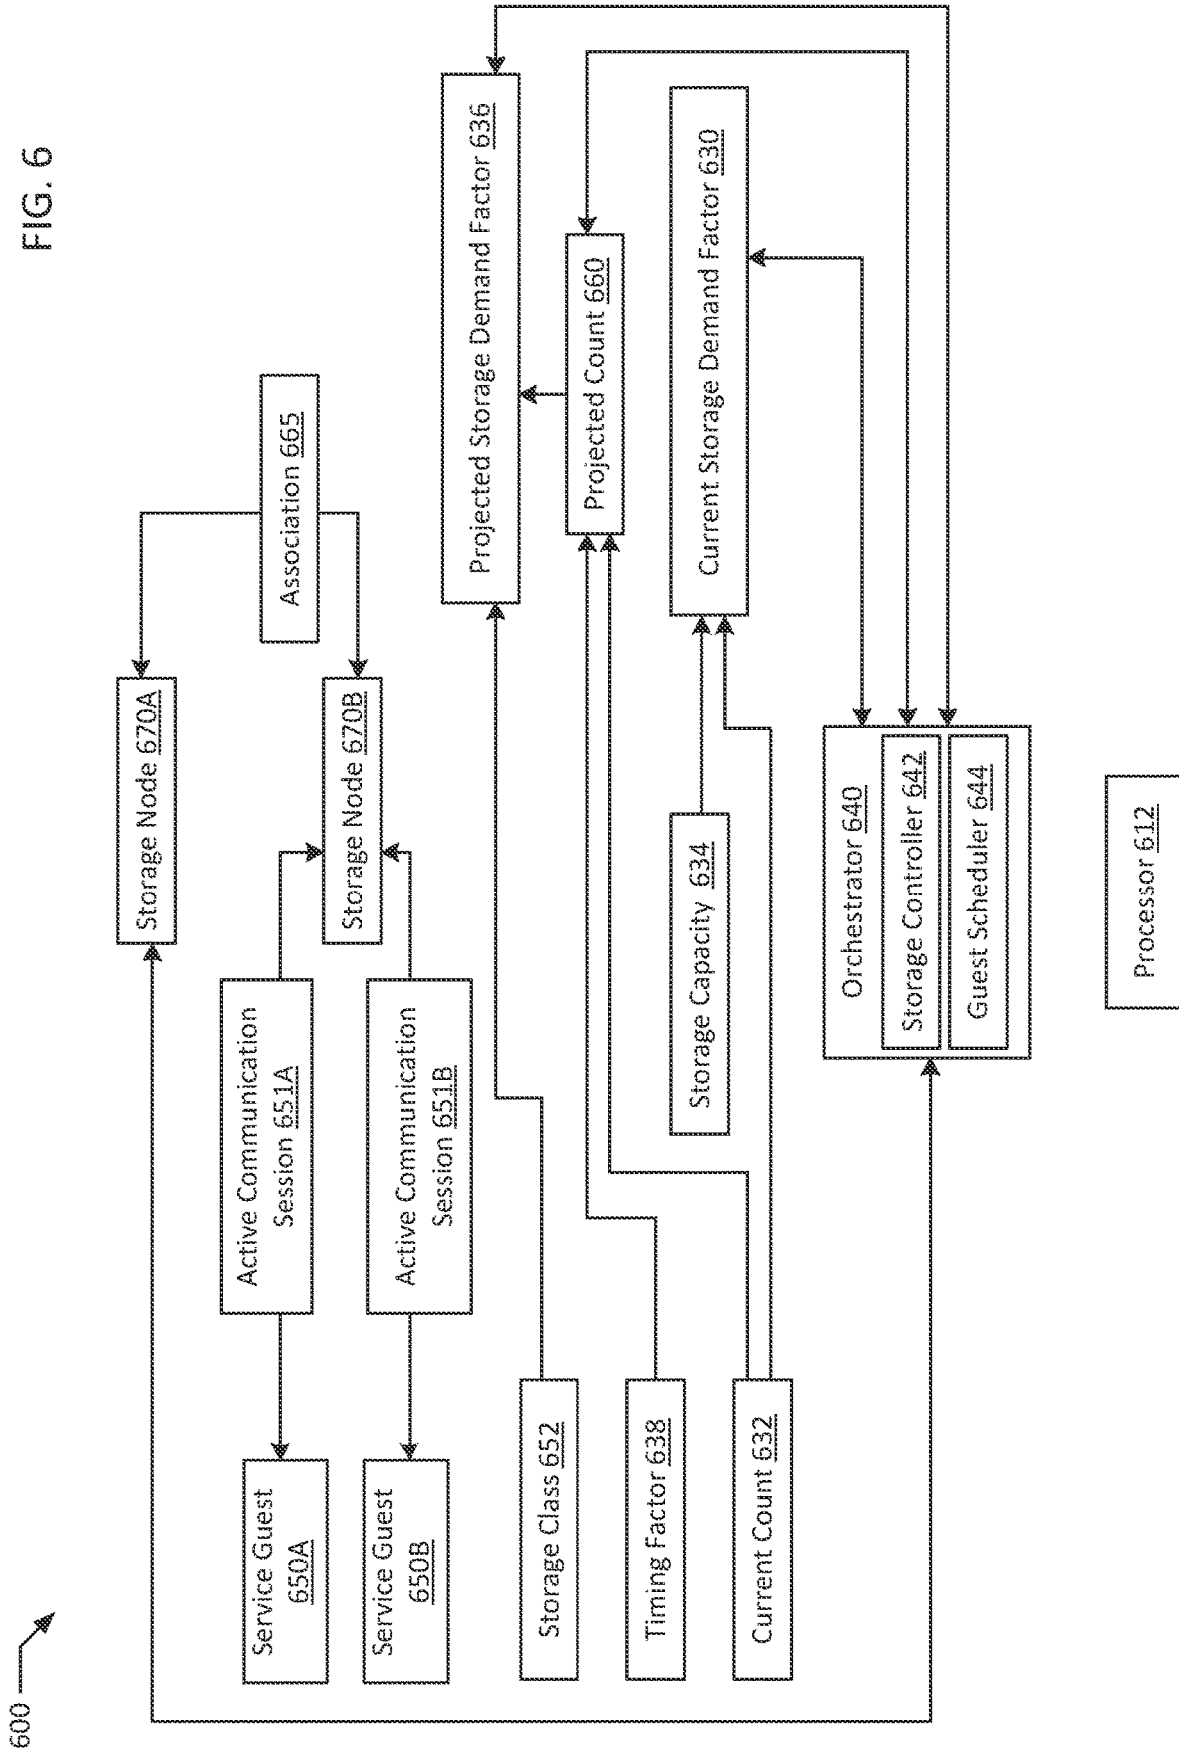 FIG. 6
600
Storage Node 670A
Association 665
Service Guest
650A
Active Communication
Session 651A
Storage Node 670B
Service Guest
650B
Active Communication
Session 651B
Projected Storage Demand Factor 636
Storage Class 652
Projected Count 660
Timing Factor 638
Storage Capacity 634
Current Storage Demand Factor 630
Current Count 632
Orchestrator 640
Storage Controller 642
Guest Scheduler 644
Processor 612